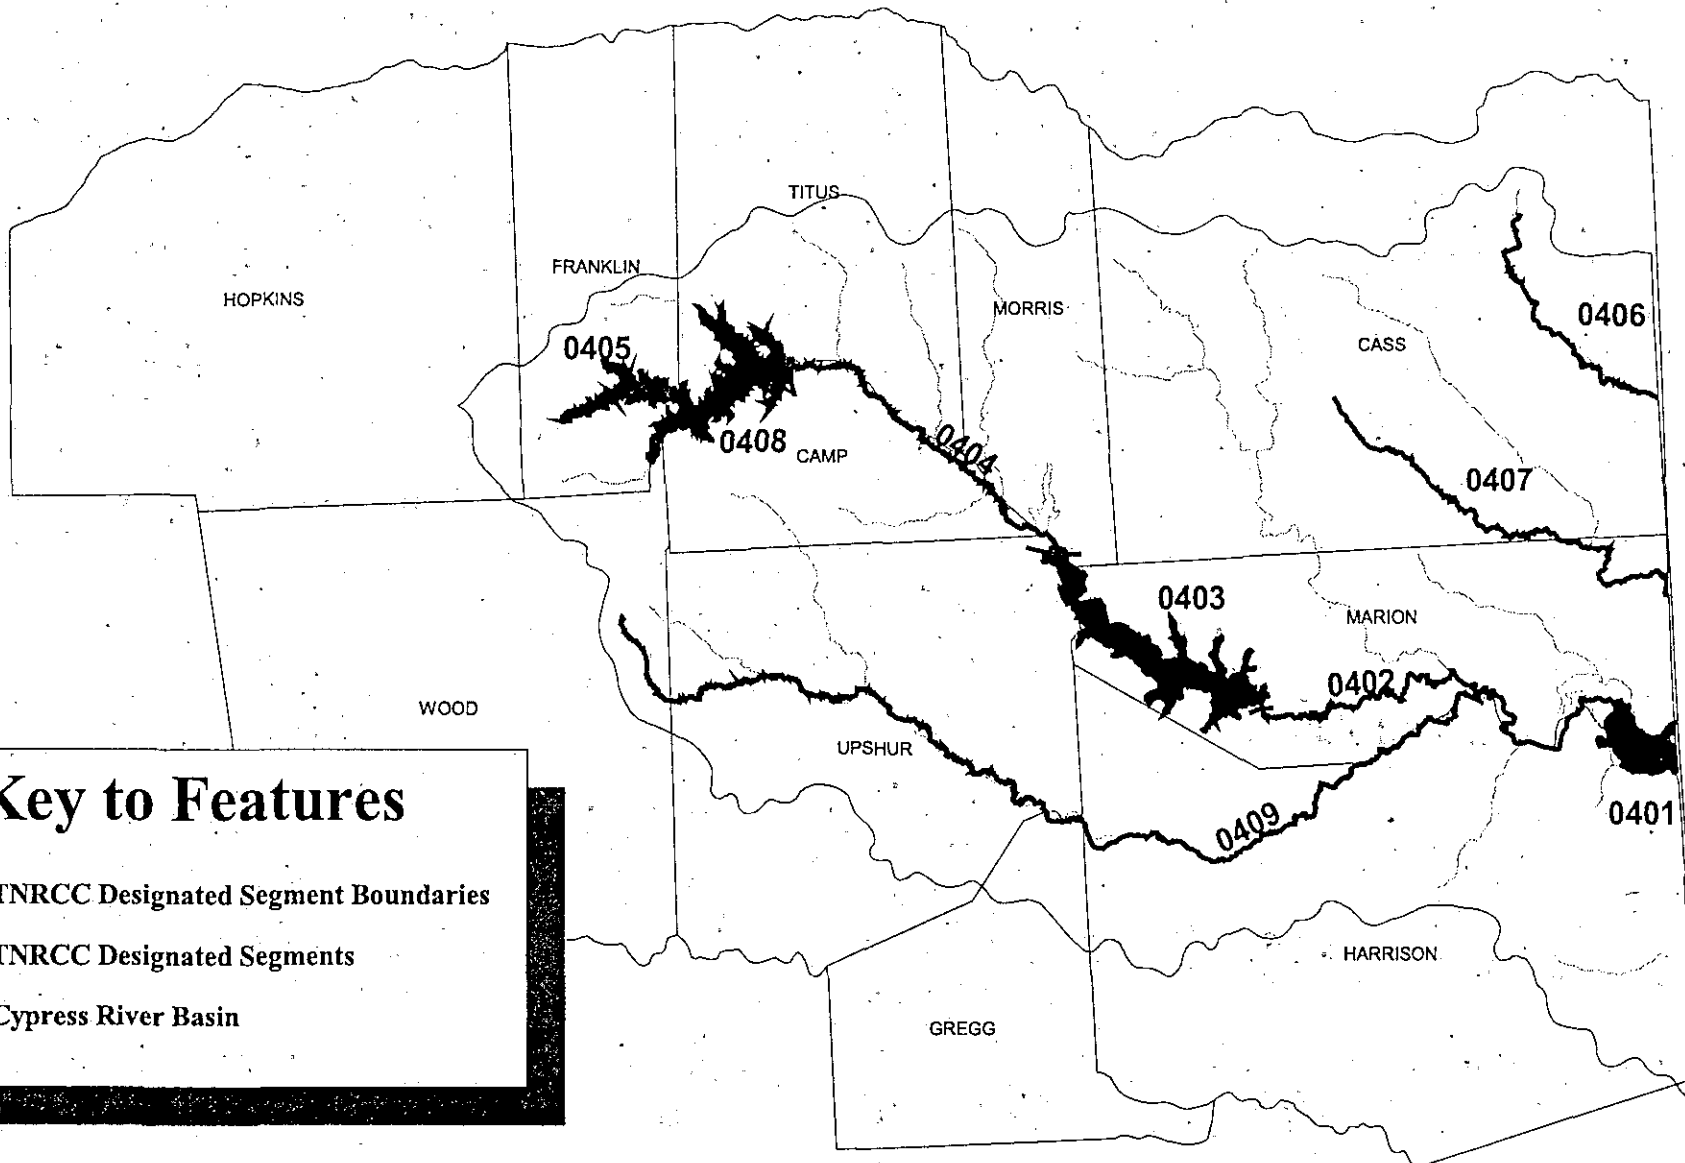 TITUS
FRANKLIN
HOPKINS
MORRIS
0406
CASS
0405
0408
CAMP
0404
0407
0403
MARION
0402
WOOD
UPSHUR
0401
0409
HARRISON
GREGG
Key to Features
TNRCC Designated Segment Boundaries
TNRCC Designated Segments
Cypress River Basin